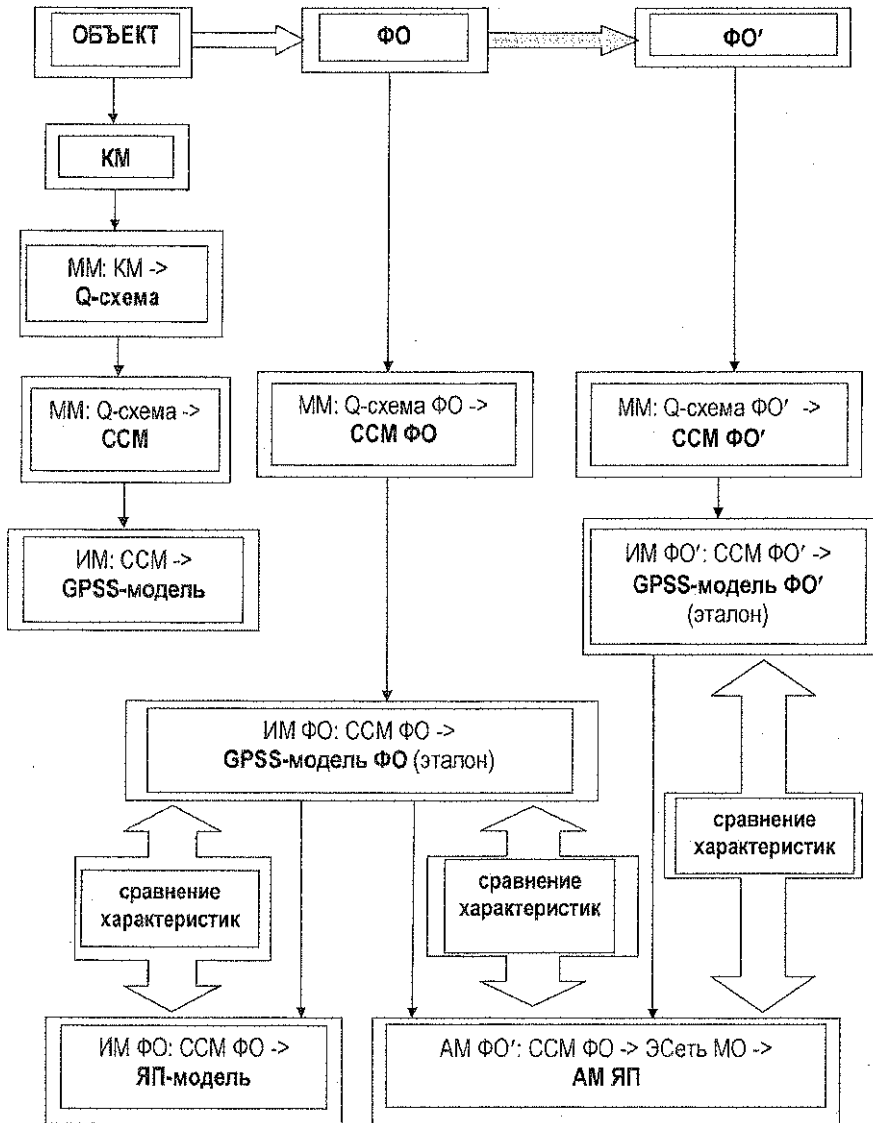 ОБЪЕКТ
ФО
ФО′
КМ
ММ: КМ ->
Q-схема
ММ: Q-схема ->
ССМ
ММ: Q-схема ФО ->
ССМ ФО
ММ: Q-схема ФО′ ->
ССМ ФО′
ИМ: ССМ ->
GPSS-модель
ИМ ФО′: ССМ ФО′ ->
GPSS-модель ФО′
(эталон)
ИМ ФО: ССМ ФО ->
GPSS-модель ФО (эталон)
сравнение
характеристик
сравнение
характеристик
сравнение
характеристик
ИМ ФО: ССМ ФО ->
ЯП-модель
АМ ФО′: ССМ ФО -> ЭСеть МО ->
АМ ЯП